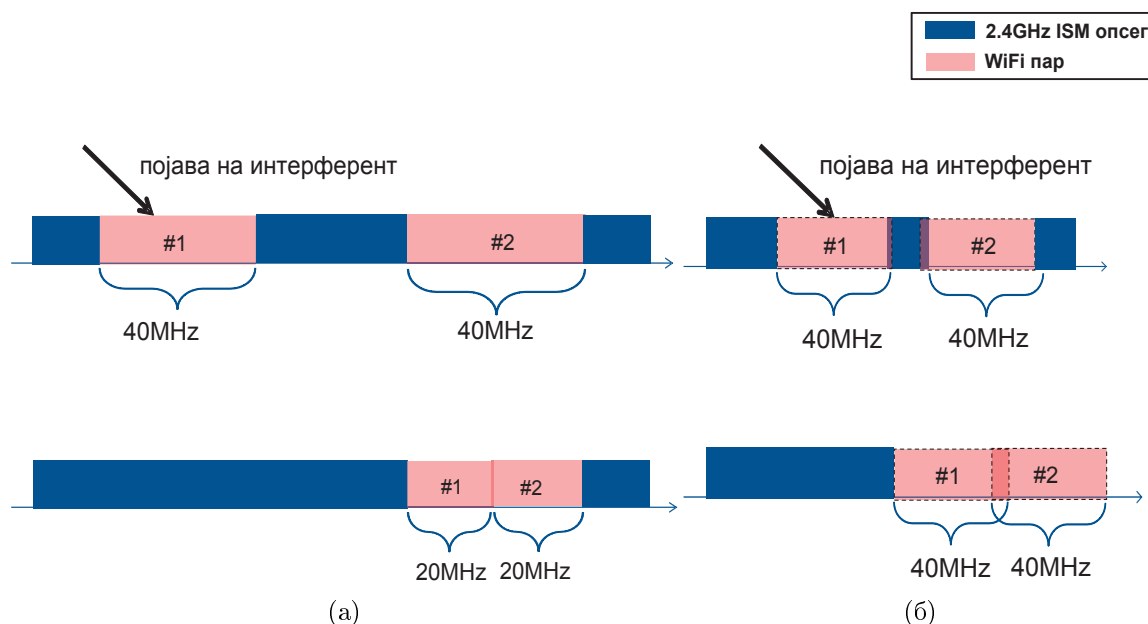 2.4GHz ISM опсег
WiFi пар
појава на интерферент
#1
#2
40MHz
40MHz
појава на интерферент
#1
#2
40MHz
40MHz
#1
#2
20MHz
20MHz
(а)
#1
#2
40MHz
40MHz
(б)